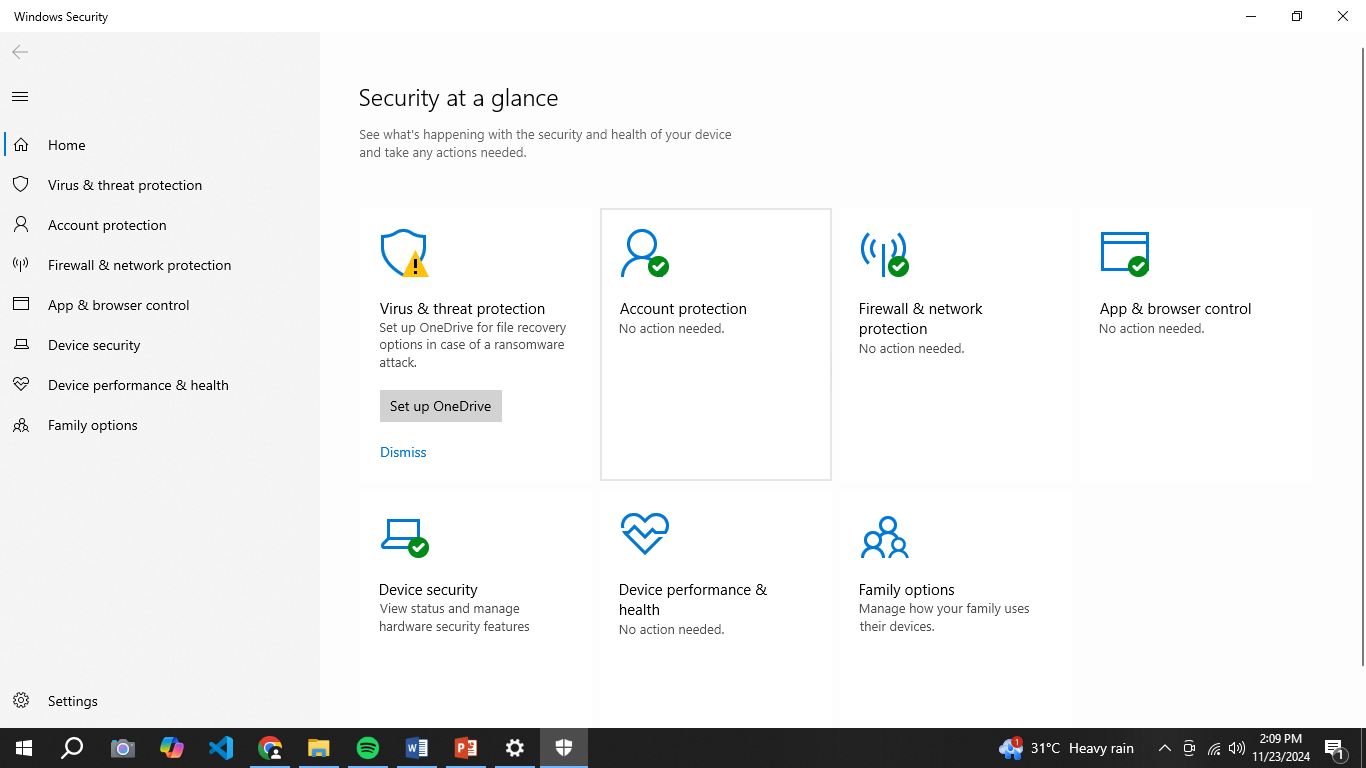 Windows Security
Home
Virus & threat protection
Account protection
Firewall & network protection
App & browser control
Device security
Device performance & health
Family options
Settings
Security at a glance
See what's happening with the security and health of your device
and take any actions needed.
Virus & threat protection
Set up OneDrive for file recovery
options in case of a ransomware
attack.
Set up OneDrive
Dismiss
Account protection
No action needed.
Firewall & network
protection
No action needed.
App & browser control
No action needed.
Device security
View status and manage
hardware security features
Device performance &
health
No action needed.
Family options
Manage how your family uses
their devices.
1
31°C Heavy rain
2:09 PM
11/23/2024
1